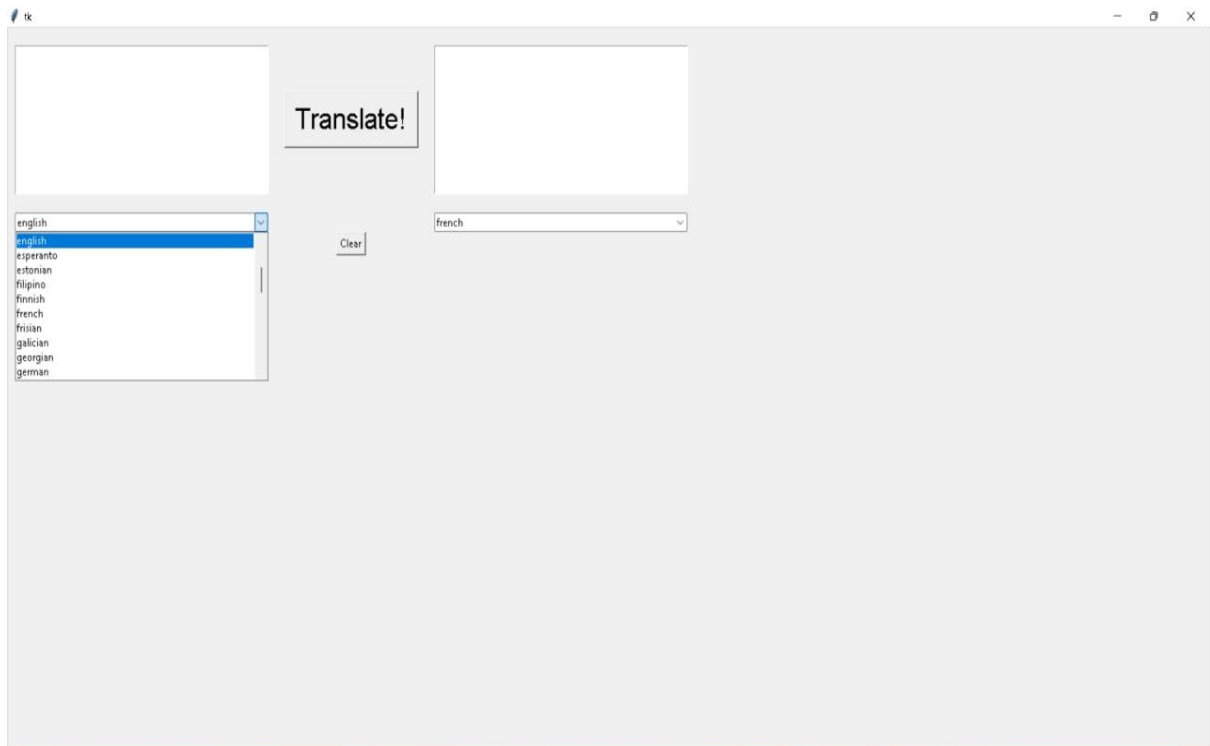 tk
Translate!
english
french
Clear
english
esperanto
estonian
filipino
finnish
french
frisian
galician
georgian
german